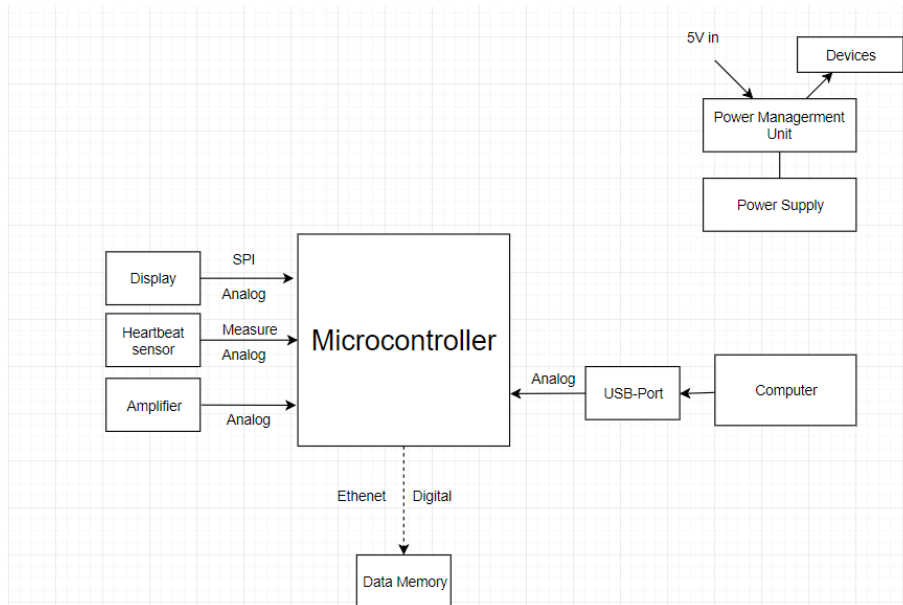 5V in
Devices
Power Management
Unit
Power Supply
SPI
Display
Analog
Heartbeat
sensor
Measure
Analog
Amplifier
Analog
Microcontroller
Analog
USB-Port
Computer
Ethenet
Digital
Data Memory